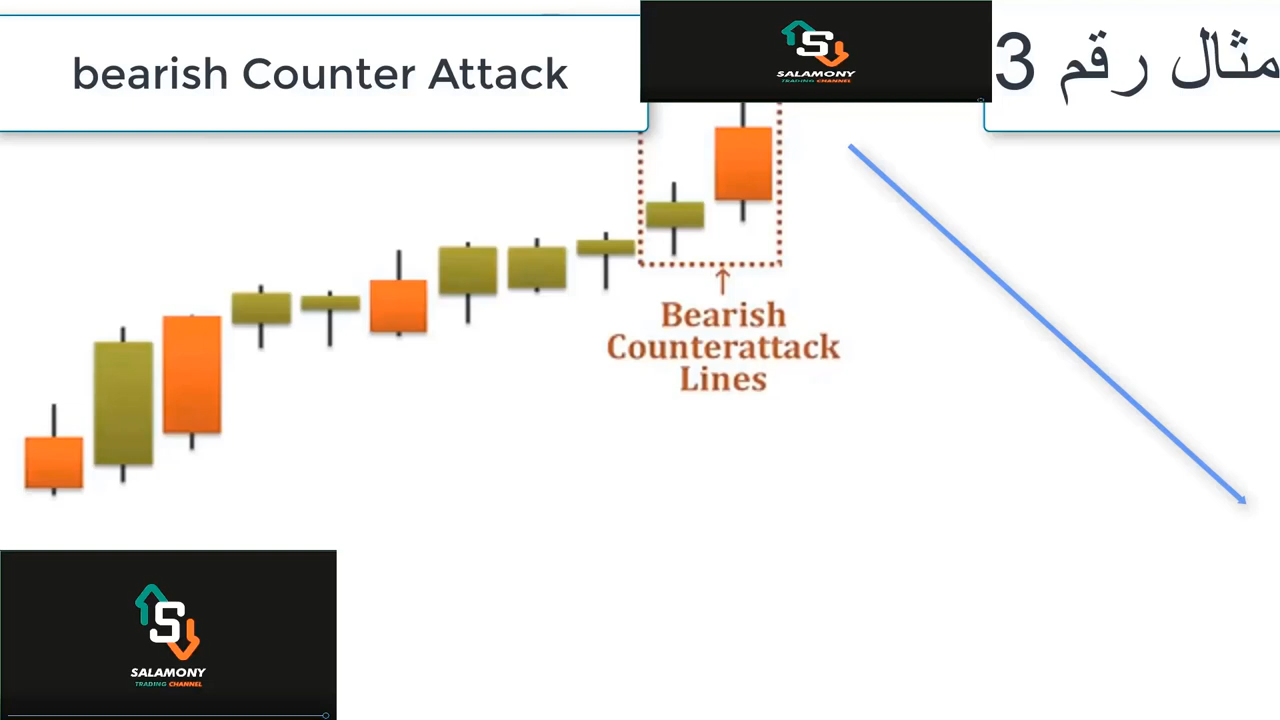 bearish Counter Attack
SALAMONY
TRADING CHANNEL
مثال رقم 3
Bearish
Counterattack
Lines
SALAMONY
TRADING CHANNEL